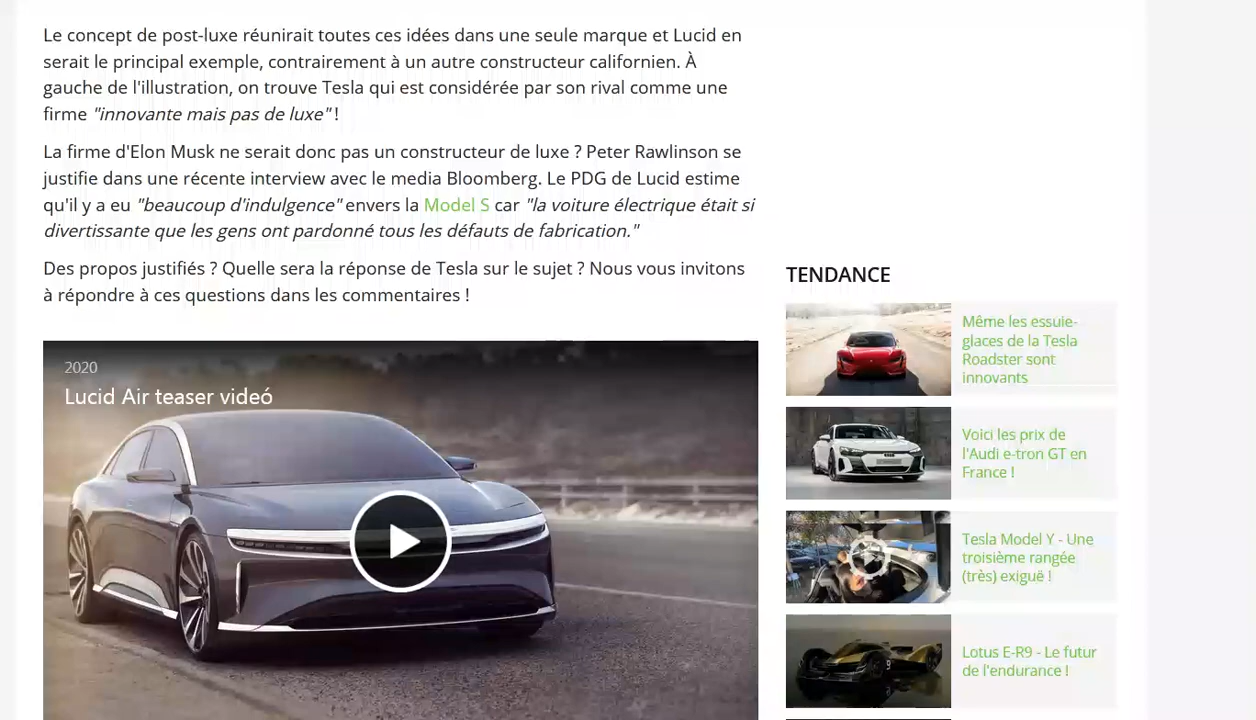 Le concept de post-luxe réunirait toutes ces idées dans une seule marque et Lucid en
serait le principal exemple, contrairement à un autre constructeur californien. À
gauche de l'illustration, on trouve Tesla qui est considérée par son rival comme une
firme "innovante mais pas de luxe" !
La firme d'Elon Musk ne serait donc pas un constructeur de luxe ? Peter Rawlinson se
justifie dans une récente interview avec le media Bloomberg. Le PDG de Lucid estime
qu'il y a eu "beaucoup d'indulgence" envers la Model S car "la voiture électrique était si
divertissante que les gens ont pardonné tous les défauts de fabrication."
Des propos justifiés ? Quelle sera la réponse de Tesla sur le sujet ? Nous vous invitons
à répondre à ces questions dans les commentaires !
2020
Lucid Air teaser videó
TENDANCE
Même les essuie-
glaces de la Tesla
Roadster sont
innovants
Voici les prix de
l'Audi e-tron GT en
France !
Tesla Model Y - Une
troisième rangée
(très) exiguë !
Lotus E-R9 - Le futur
de l'endurance !